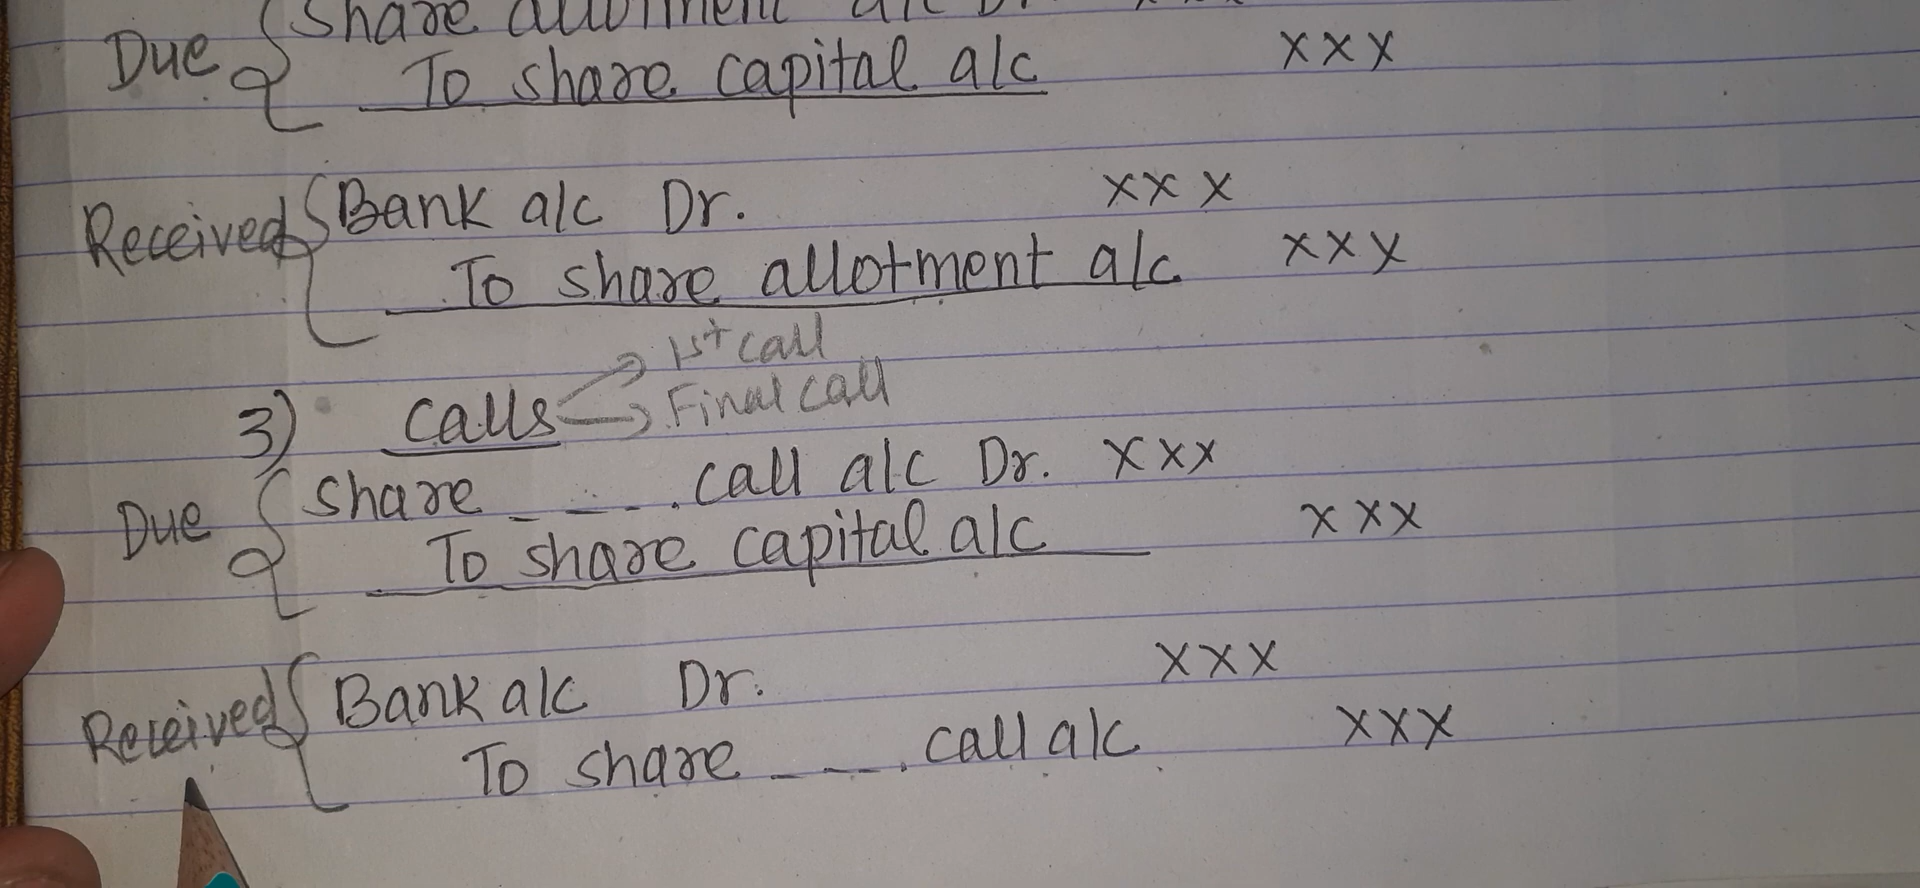 Due { Share allotment a/c Dr. xxx
To share capital a/c xxx
Received { Bank a/c Dr. xxx
To share allotment a/c xxx
1st call
3) Calls
Final call
Due { Share _ _ _ . call a/c Dr. xxx
To share capital a/c xxx
Received { Bank a/c Dr. xxx
To share _ _ _ . call a/c xxx